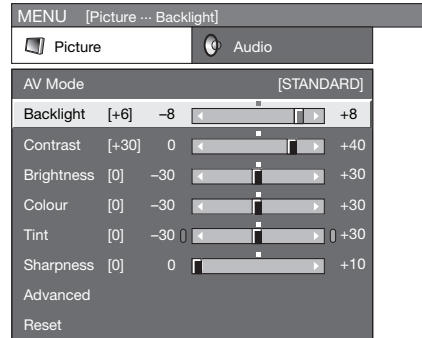 MENU [Picture ··· Backlight]
Picture Audio
AV Mode [STANDARD]
Backlight [+6] –8 +8
Contrast [+30] 0 +40
Brightness [0] –30 +30
Colour [0] –30 +30
Tint [0] –30 +30
Sharpness [0] 0 +10
Advanced
Reset